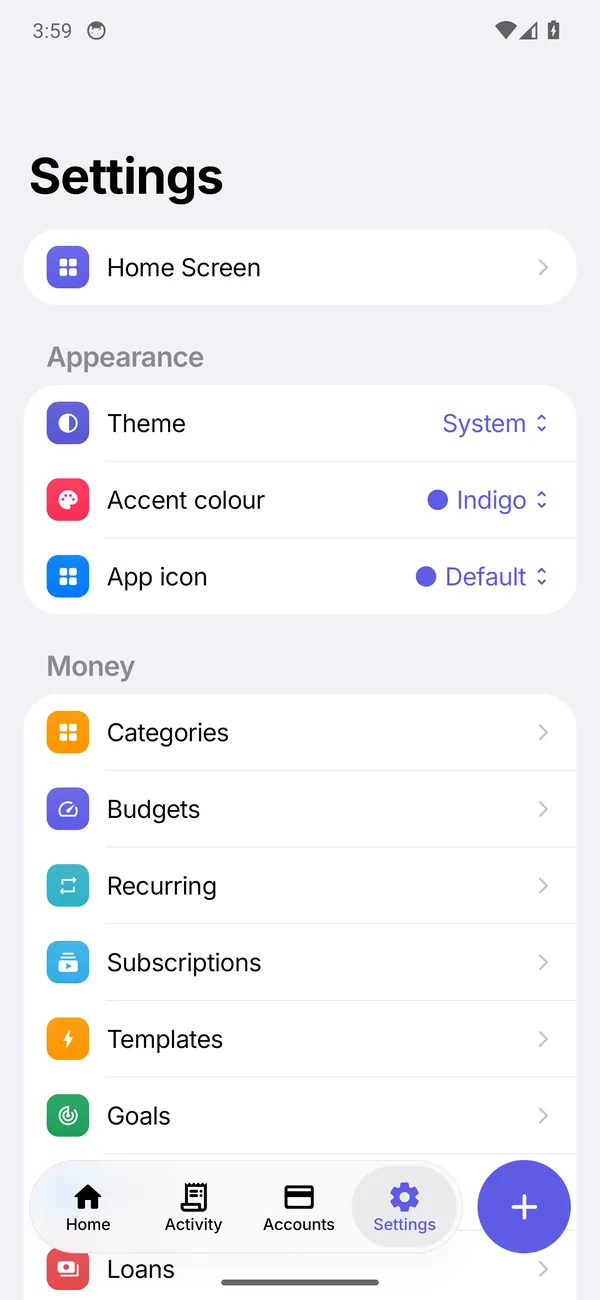 3:59
Settings
Home Screen
Appearance
Theme System
Accent colour Indigo
App icon Default
Money
Categories
Budgets
Recurring
Subscriptions
Templates
Goals
Home Activity Accounts Settings
Loans